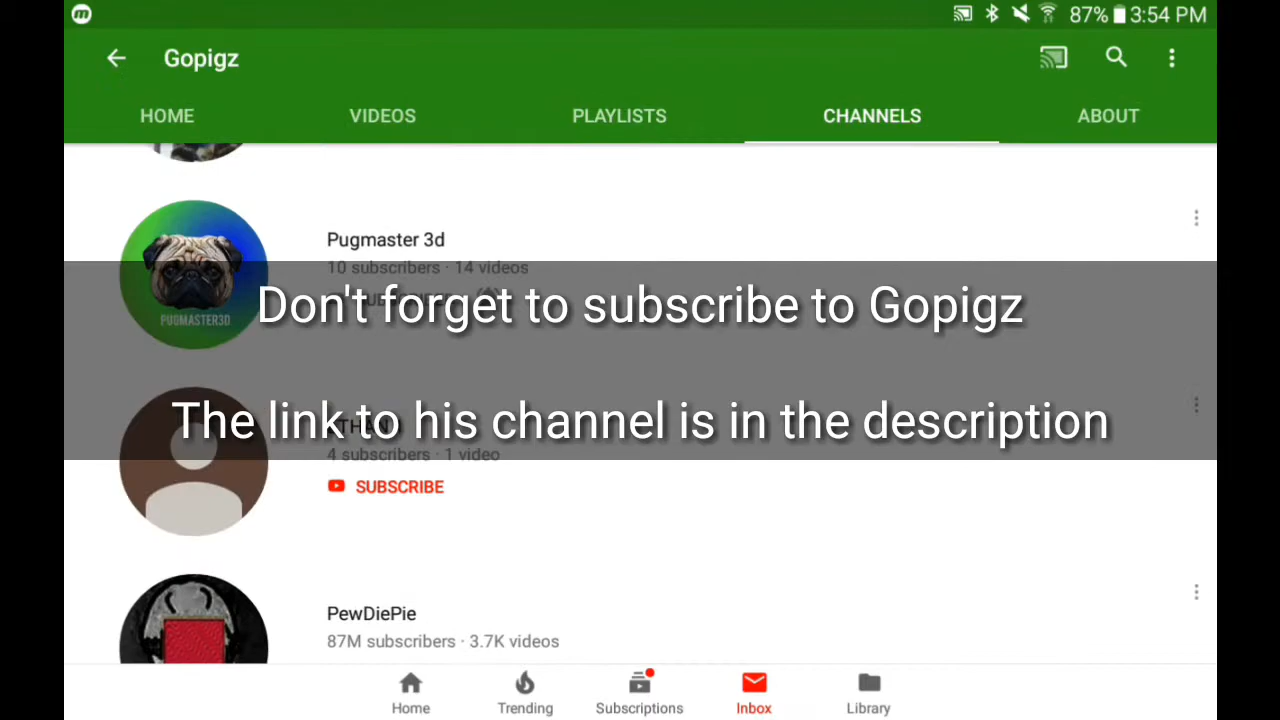 87% 3:54 PM
Gopigz
HOME VIDEOS PLAYLISTS CHANNELS ABOUT
Pugmaster 3d
10 subscribers · 14 videos
PUGMASTER3D
Don't forget to subscribe to Gopigz
The link to his channel is in the description
4 subscribers · 1 video
SUBSCRIBE
PewDiePie
87M subscribers · 3.7K videos
Home Trending Subscriptions Inbox Library